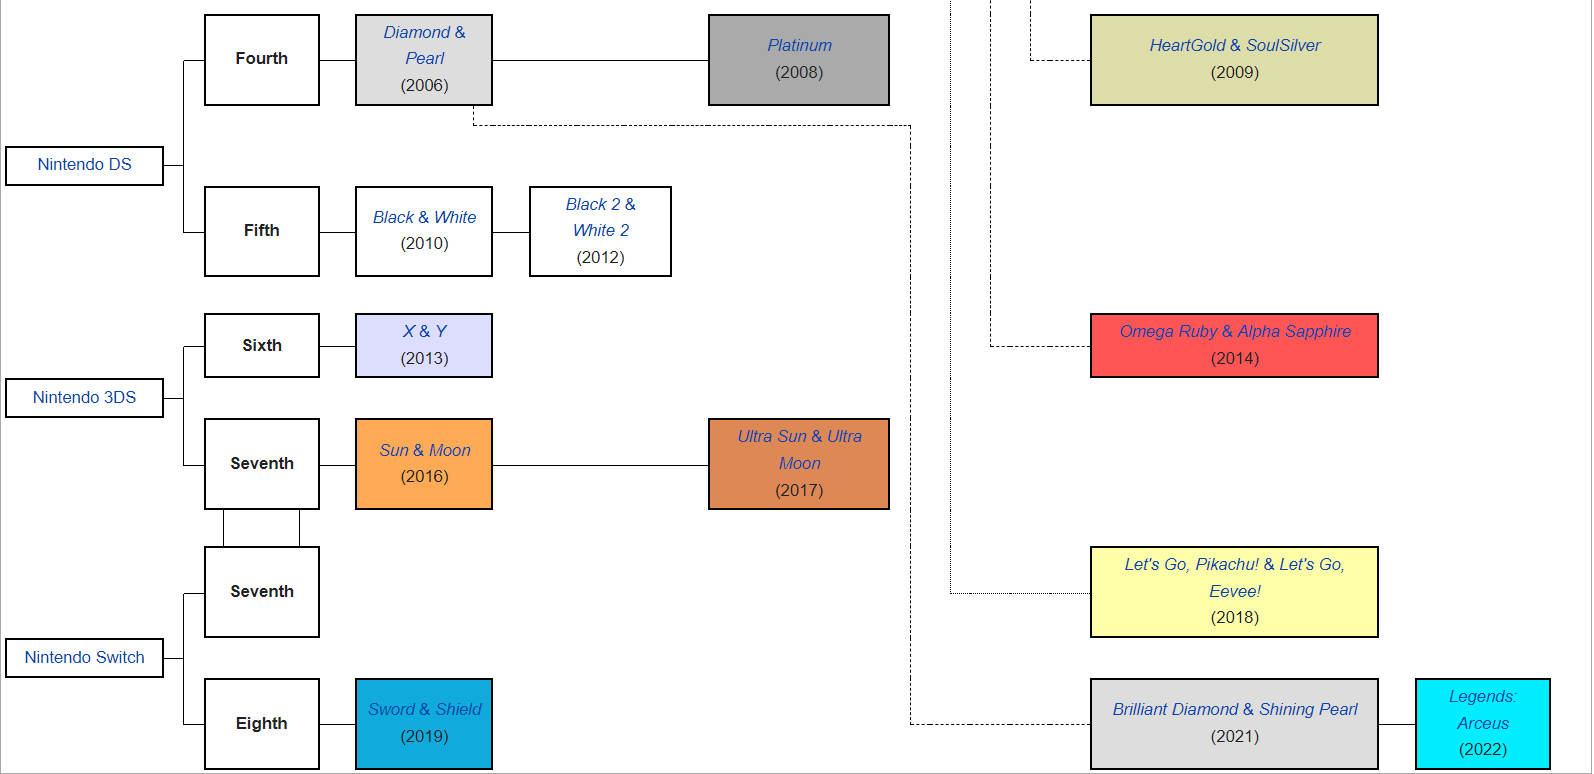 Fourth
Diamond &
Pearl
(2006)
Platinum
(2008)
HeartGold & SoulSilver
(2009)
Nintendo DS
Fifth
Black & White
(2010)
Black 2 &
White 2
(2012)
Sixth
X & Y
(2013)
Omega Ruby & Alpha Sapphire
(2014)
Nintendo 3DS
Seventh
Sun & Moon
(2016)
Ultra Sun & Ultra
Moon
(2017)
Seventh
Let's Go, Pikachu! & Let's Go,
Eevee!
(2018)
Nintendo Switch
Eighth
Sword & Shield
(2019)
Brilliant Diamond & Shining Pearl
(2021)
Legends:
Arceus
(2022)